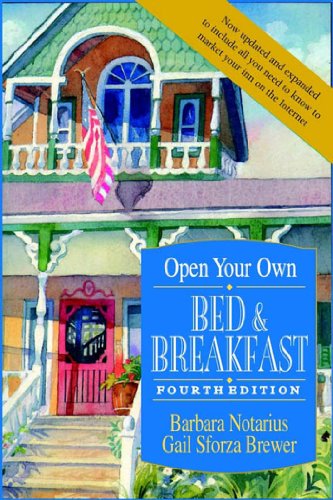 Now updated and expanded
to include all you need to know to
market your inn on the Internet
Open Your Own
BED &
BREAKFAST
FOURTH EDITION
Barbara Notarius
Gail Sforza Brewer